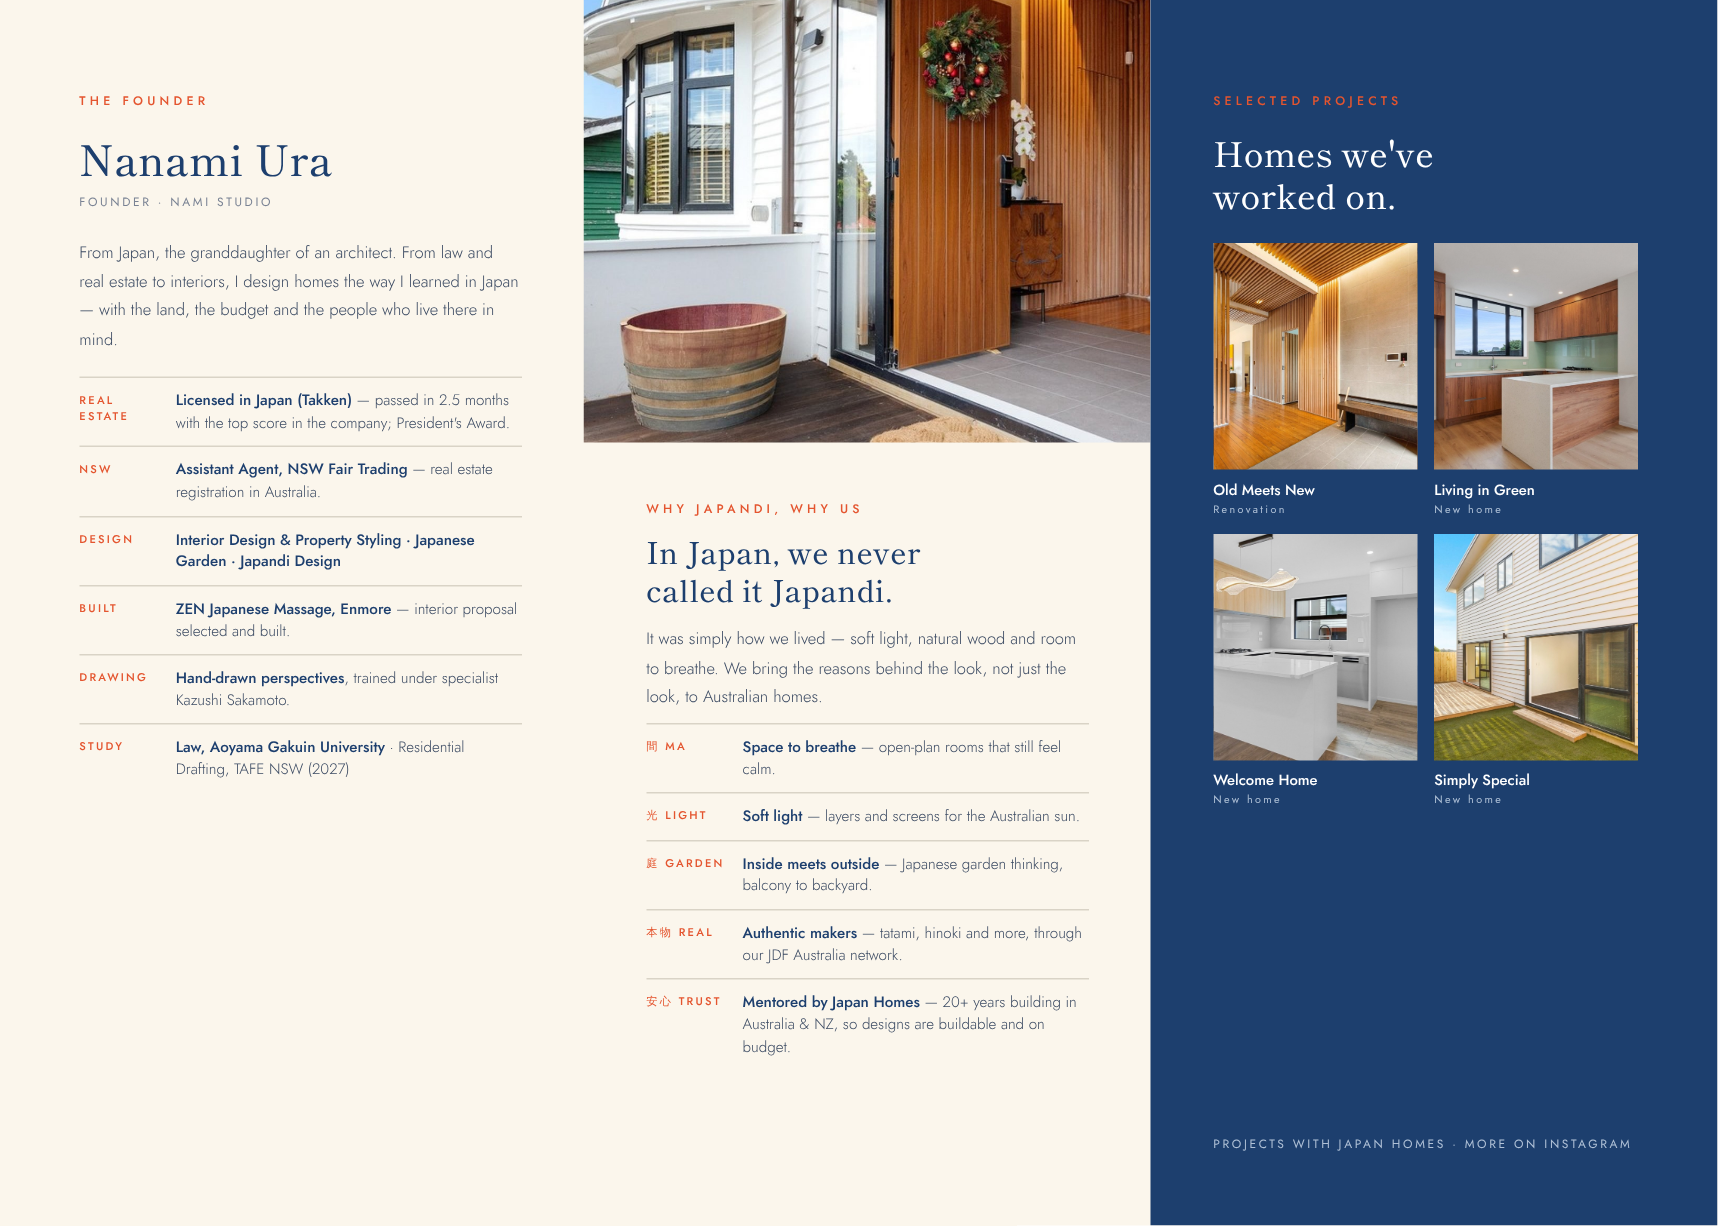 THE FOUNDER
Nanami Ura
FOUNDER · NAMI STUDIO
From Japan, the granddaughter of an architect. From law and
real estate to interiors, I design homes the way I learned in Japan
— with the land, the budget and the people who live there in
mind.
REAL
ESTATE
Licensed in Japan (Takken) — passed in 2.5 months
with the top score in the company; President's Award.
NSW
Assistant Agent, NSW Fair Trading — real estate
registration in Australia.
DESIGN
Interior Design & Property Styling · Japanese
Garden · Japandi Design
BUILT
ZEN Japanese Massage, Enmore — interior proposal
selected and built.
DRAWING
Hand-drawn perspectives, trained under specialist
Kazushi Sakamoto.
STUDY
Law, Aoyama Gakuin University · Residential
Drafting, TAFE NSW (2027)
WHY JAPANDI, WHY US
In Japan, we never
called it Japandi.
It was simply how we lived — soft light, natural wood and room
to breathe. We bring the reasons behind the look, not just the
look, to Australian homes.
間 MA
Space to breathe — open-plan rooms that still feel
calm.
光 LIGHT
Soft light — layers and screens for the Australian sun.
庭 GARDEN
Inside meets outside — Japanese garden thinking,
balcony to backyard.
本物 REAL
Authentic makers — tatami, hinoki and more, through
our JDF Australia network.
安心 TRUST
Mentored by Japan Homes — 20+ years building in
Australia & NZ, so designs are buildable and on
budget.
SELECTED PROJECTS
Homes we've
worked on.
Old Meets New
Renovation
Living in Green
New home
Welcome Home
New home
Simply Special
New home
PROJECTS WITH JAPAN HOMES · MORE ON INSTAGRAM